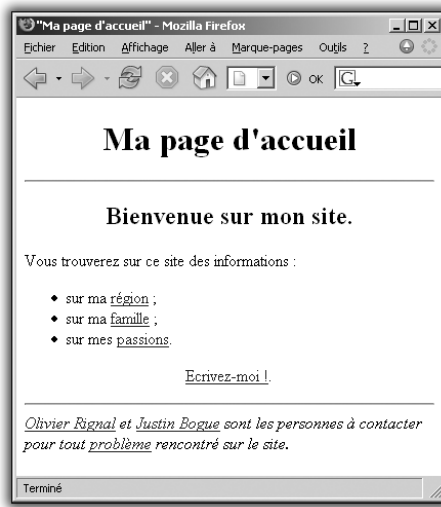 "Ma page d'accueil" - Mozilla Firefox
Fichier Edition Affichage Aller à Marque-pages Outils ?
OK G
Ma page d'accueil
Bienvenue sur mon site.
Vous trouverez sur ce site des informations :
• sur ma région ;
• sur ma famille ;
• sur mes passions.
Ecrivez-moi !.
Olivier Rignal et Justin Bogue sont les personnes à contacter
pour tout problème rencontré sur le site.
Terminé